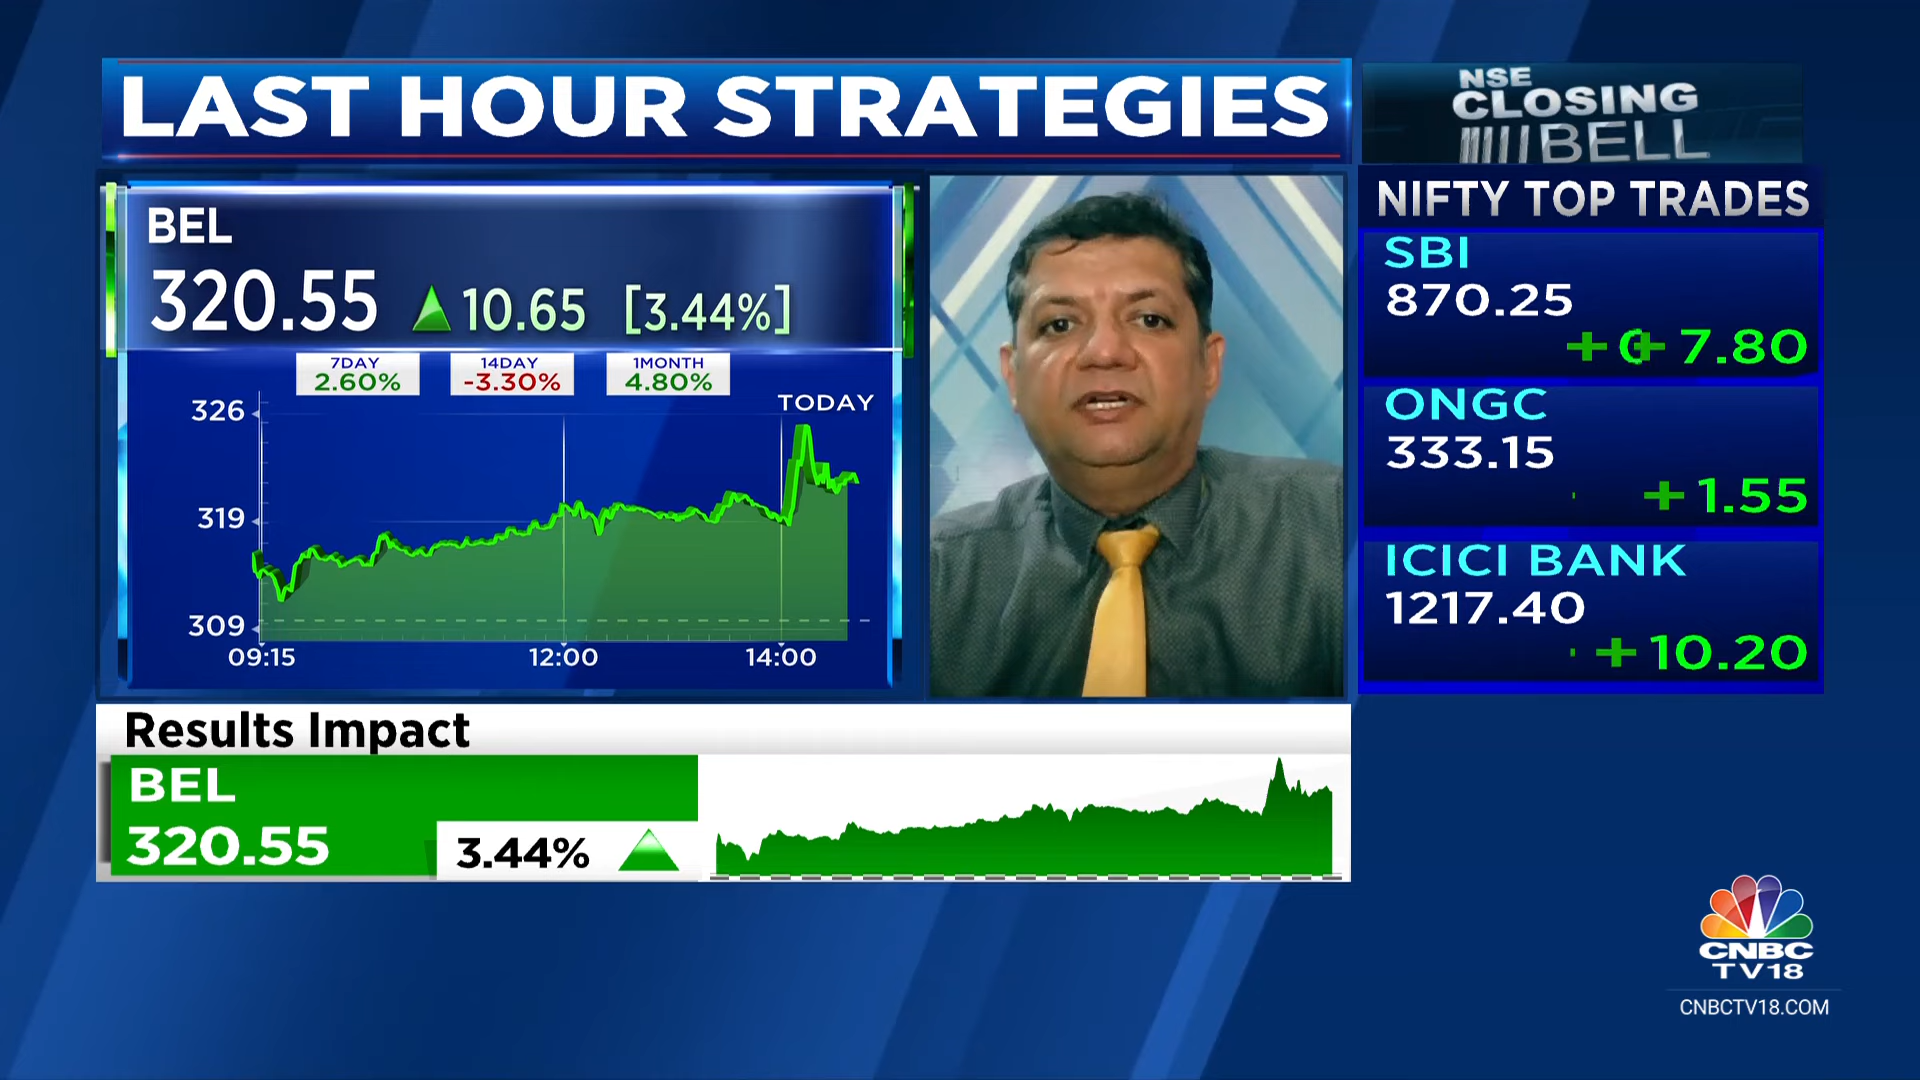 LAST HOUR STRATEGIES
NSE
CLOSING
BELL
BEL
320.55 ▲ 10.65 [3.44%]
7DAY
2.60%
14DAY
-3.30%
1MONTH
4.80%
TODAY
326
319
309
09:15 12:00 14:00
NIFTY TOP TRADES
SBI
870.25
+ 7.80
ONGC
333.15
+ 1.55
ICICI BANK
1217.40
+ 10.20
Results Impact
BEL
320.55
3.44%
CNBC
TV18
CNBCTV18.COM